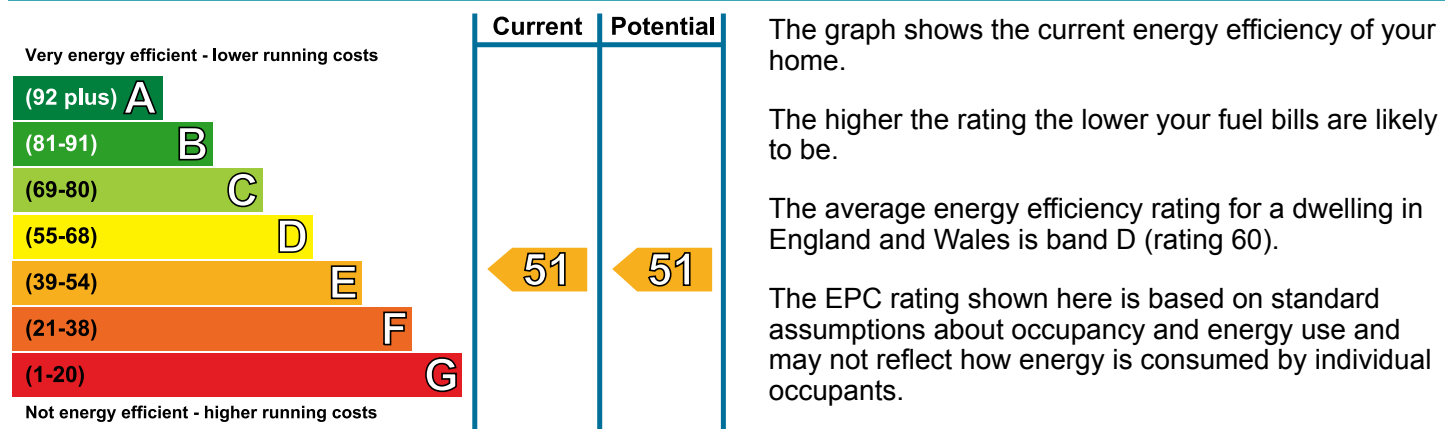 Current Potential
Very energy efficient - lower running costs
(92 plus) A
(81-91) B
(69-80) C
(55-68) D
(39-54) E
(21-38) F
(1-20) G
Not energy efficient - higher running costs
51 51
The graph shows the current energy efficiency of your
home.
The higher the rating the lower your fuel bills are likely
to be.
The average energy efficiency rating for a dwelling in
England and Wales is band D (rating 60).
The EPC rating shown here is based on standard
assumptions about occupancy and energy use and
may not reflect how energy is consumed by individual
occupants.